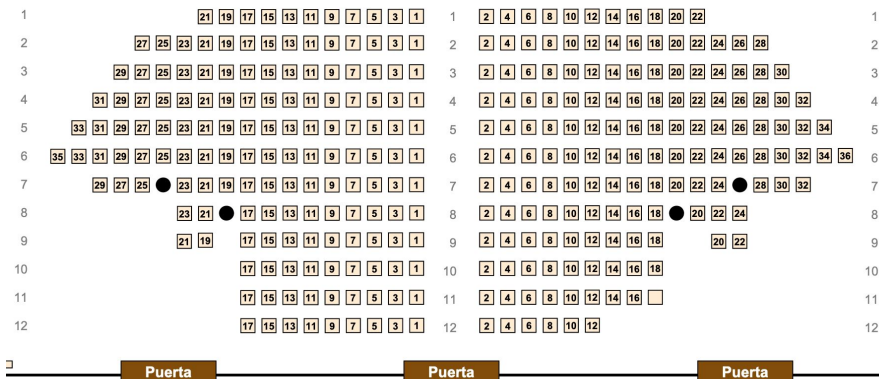 1 21 19 17 15 13 11 9 7 5 3 1 1 2 4 6 8 10 12 14 16 18 20 22 1
2 27 25 23 21 19 17 15 13 11 9 7 5 3 1 2 2 4 6 8 10 12 14 16 18 20 22 24 26 28 2
3 29 27 25 23 21 19 17 15 13 11 9 7 5 3 1 3 2 4 6 8 10 12 14 16 18 20 22 24 26 28 30 3
4 31 29 27 25 23 21 19 17 15 13 11 9 7 5 3 1 4 2 4 6 8 10 12 14 16 18 20 22 24 26 28 30 32 4
5 33 31 29 27 25 23 21 19 17 15 13 11 9 7 5 3 1 5 2 4 6 8 10 12 14 16 18 20 22 24 26 28 30 32 34 5
6 35 33 31 29 27 25 23 21 19 17 15 13 11 9 7 5 3 1 6 2 4 6 8 10 12 14 16 18 20 22 24 26 28 30 32 34 36 6
7 29 27 25 23 21 19 17 15 13 11 9 7 5 3 1 7 2 4 6 8 10 12 14 16 18 20 22 24 28 30 32 7
8 23 21 17 15 13 11 9 7 5 3 1 8 2 4 6 8 10 12 14 16 18 20 22 24 8
9 21 19 17 15 13 11 9 7 5 3 1 9 2 4 6 8 10 12 14 16 18 20 22 9
10 17 15 13 11 9 7 5 3 1 10 2 4 6 8 10 12 14 16 18 10
11 17 15 13 11 9 7 5 3 1 11 2 4 6 8 10 12 14 16 11
12 17 15 13 11 9 7 5 3 1 12 2 4 6 8 10 12 12
Puerta Puerta Puerta